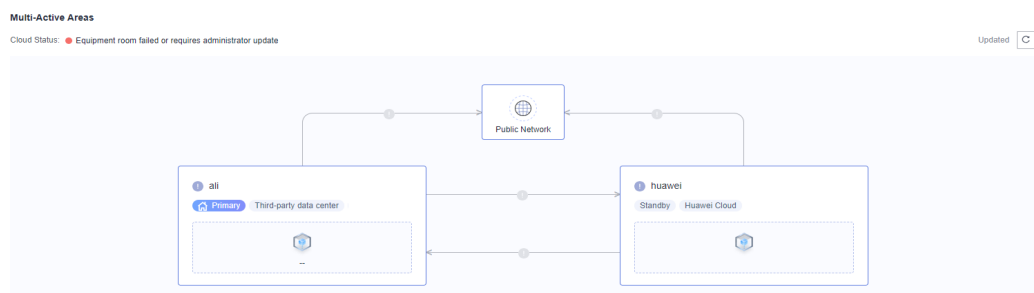 Multi-Active Areas
Cloud Status: Equipment room failed or requires administrator update
Updated
Public Network
ali
Primary Third-party data center
--
huawei
Standby Huawei Cloud